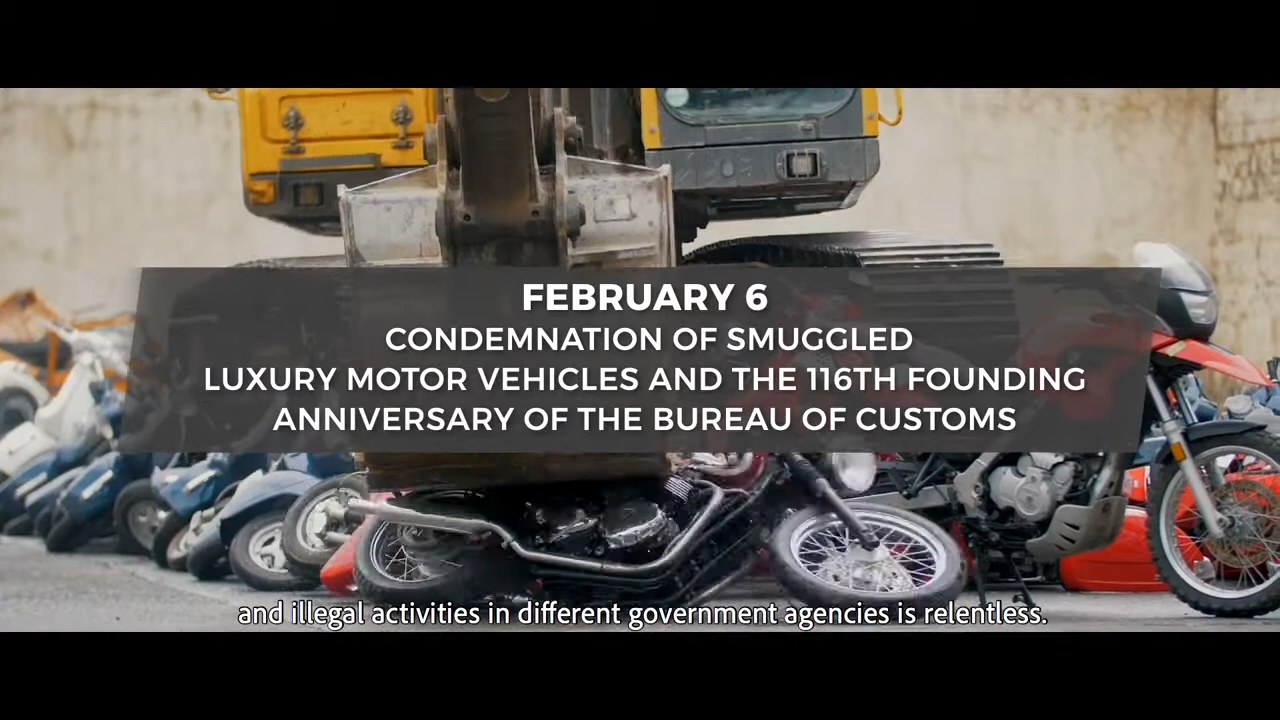 FEBRUARY 6
CONDEMNATION OF SMUGGLED
LUXURY MOTOR VEHICLES AND THE 116TH FOUNDING
ANNIVERSARY OF THE BUREAU OF CUSTOMS
and illegal activities in different government agencies is relentless.